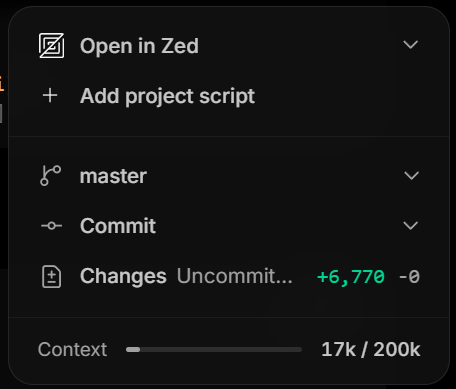 Open in Zed
Add project script
master
Commit
Changes Uncommit... +6,770 -0
Context 17k / 200k